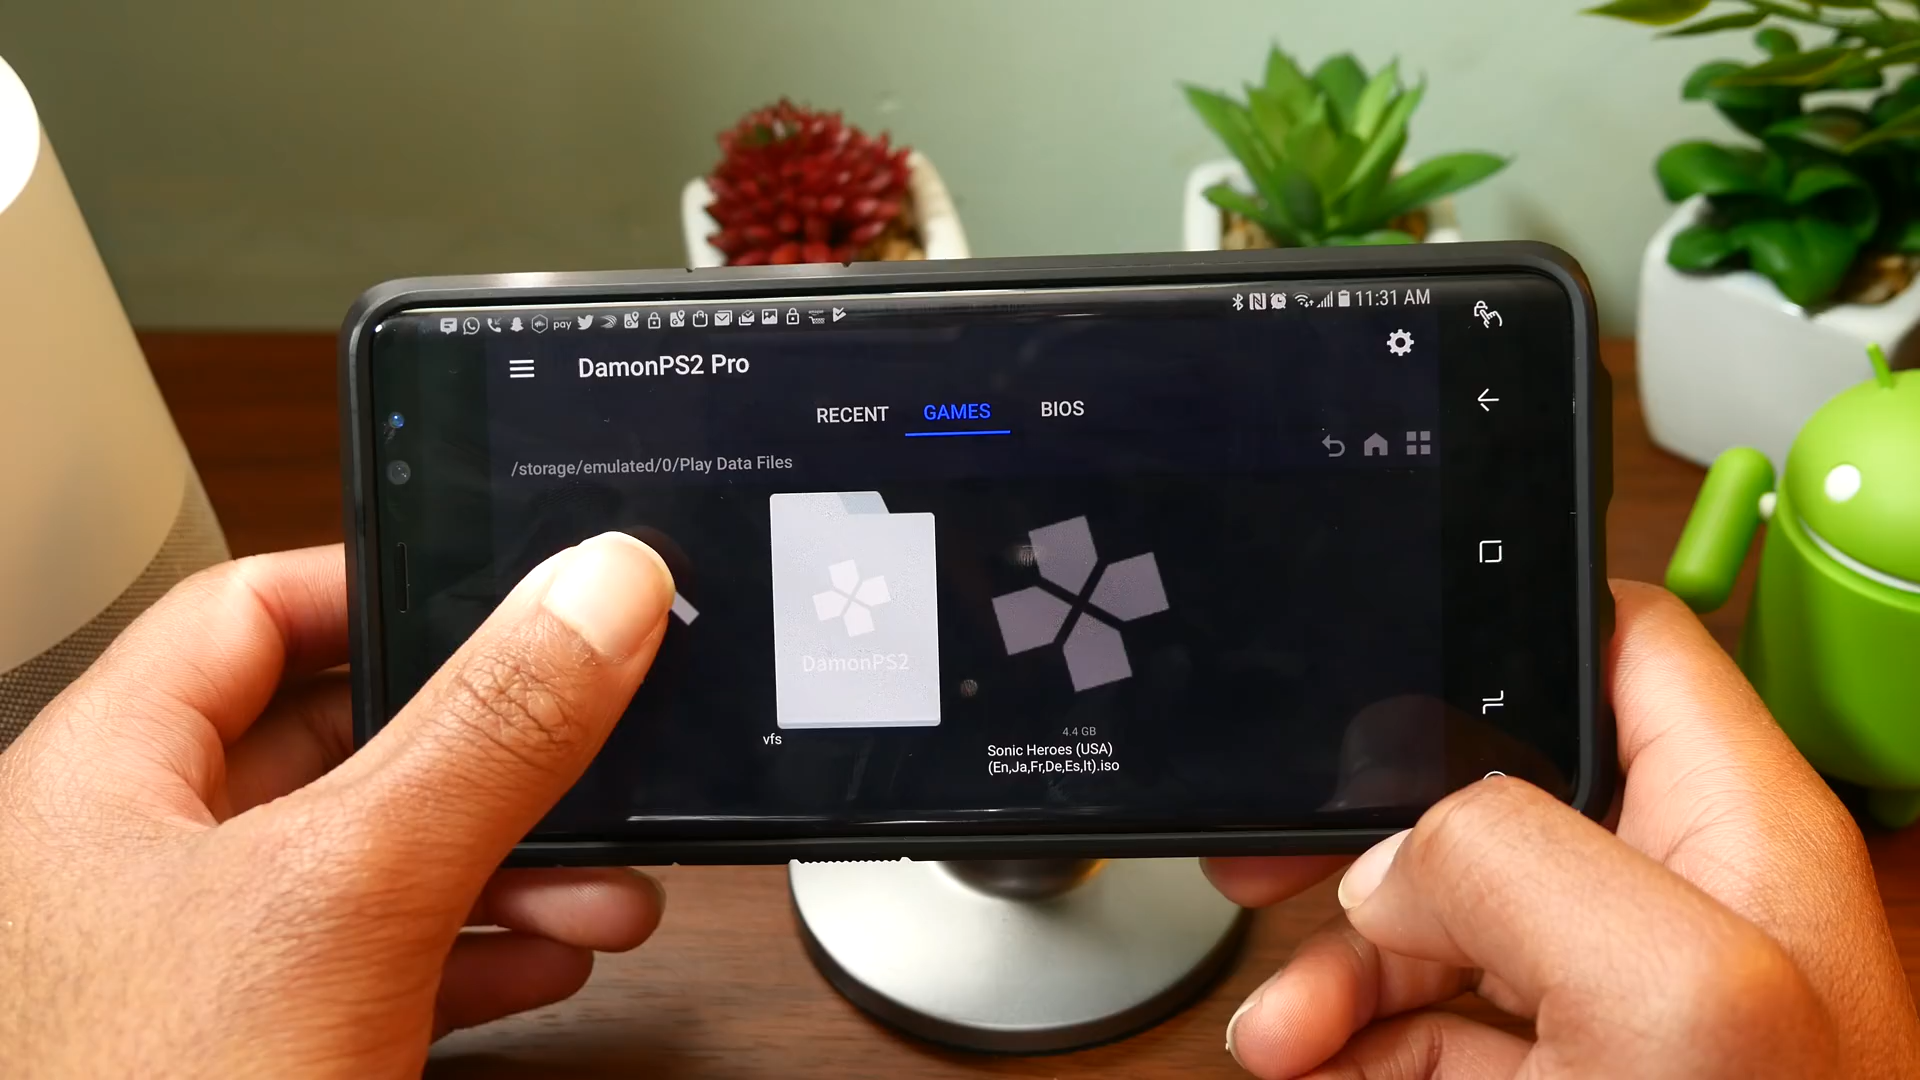 pay
11:31 AM
DamonPS2 Pro
RECENT GAMES BIOS
/storage/emulated/0/Play Data Files
DamonPS2
vfs
4.4 GB
Sonic Heroes (USA)
(En,Ja,Fr,De,Es,It).iso